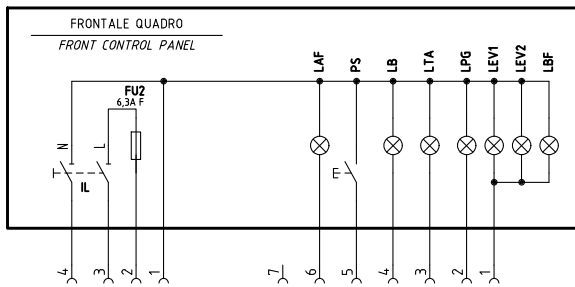 FRONTALE QUADRO
FRONT CONTROL PANEL
LAF
PS
LB
LTA
LPG
LEV1
LEV2
LBF
FU2
6,3A F
N
L
IL
4
3
2
1
7
6
5
4
3
2
1